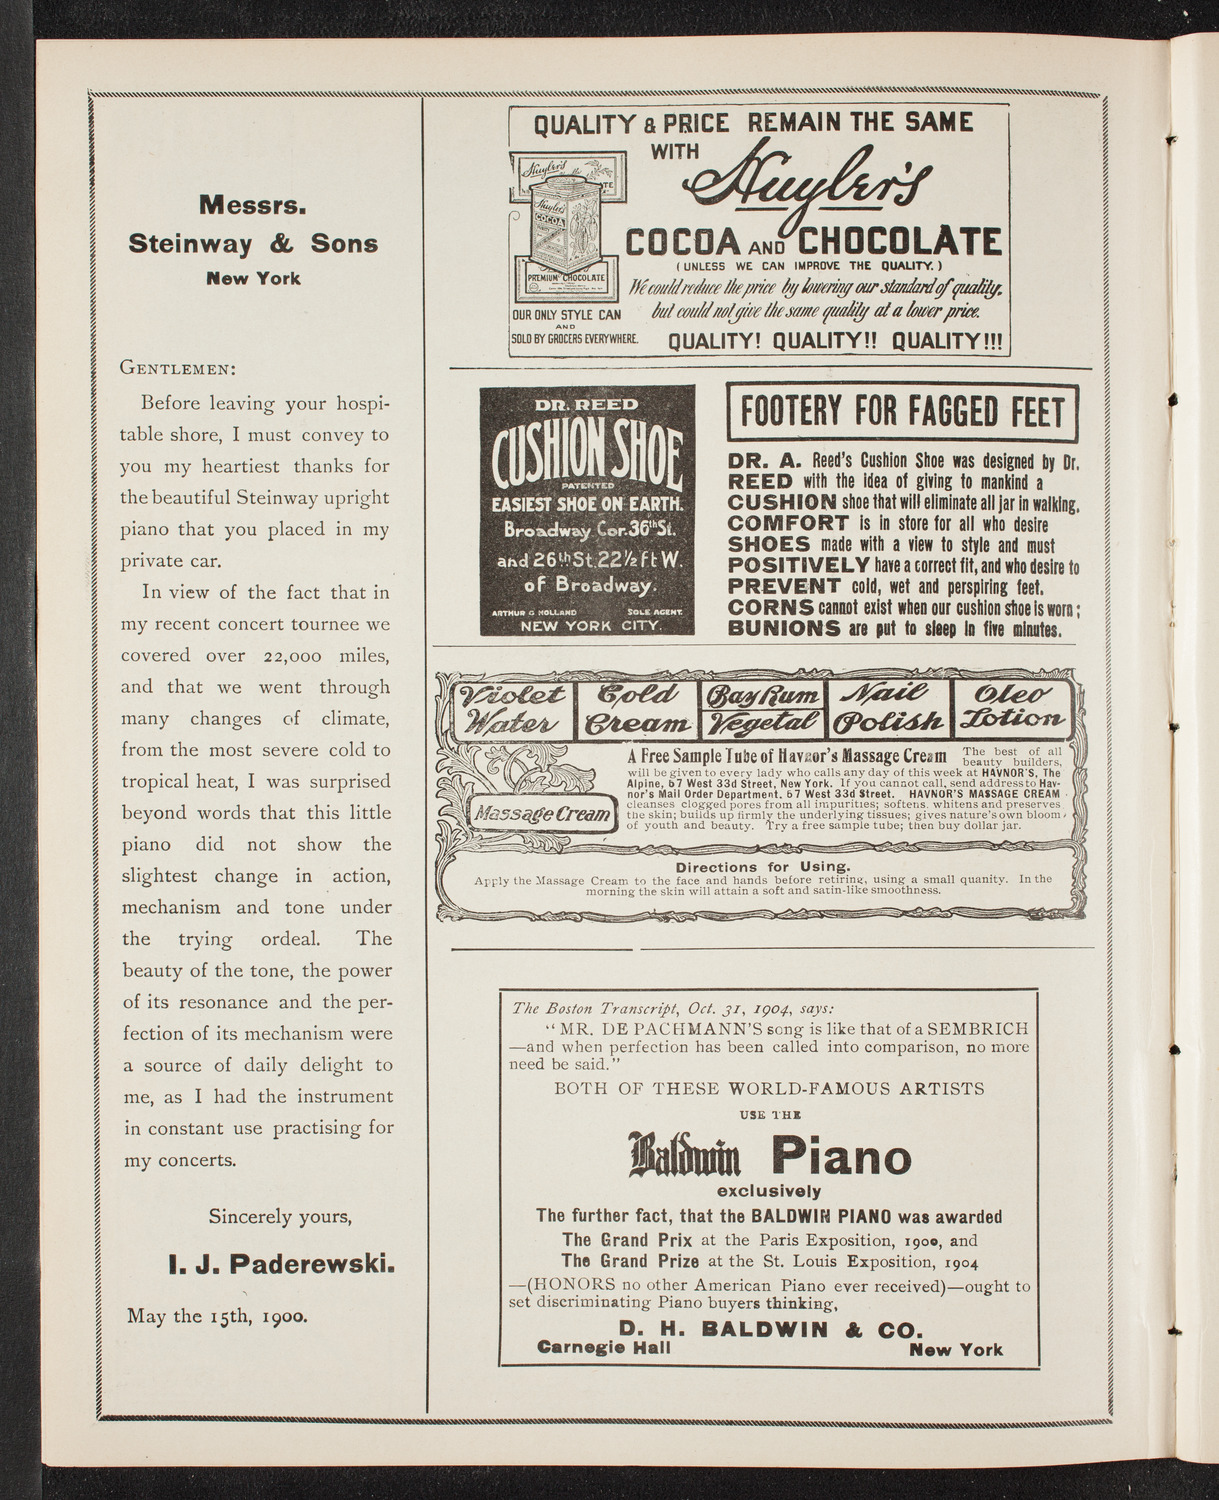 Messrs.
Steinway & Sons
New York
GENTLEMEN:
Before leaving your hospi-
table shore, I must convey to
you my heartiest thanks for
the beautiful Steinway upright
piano that you placed in my
private car.
In view of the fact that in
my recent concert tournee we
covered over 22,000 miles,
and that we went through
many changes of climate,
from the most severe cold to
tropical heat, I was surprised
beyond words that this little
piano did not show the
slightest change in action,
mechanism and tone under
the trying ordeal. The
beauty of the tone, the power
of its resonance and the per-
fection of its mechanism were
a source of daily delight to
me, as I had the instrument
in constant use practising for
my concerts.
Sincerely yours,
I. J. Paderewski.
May the 15th, 1900.
QUALITY & PRICE REMAIN THE SAME
WITH Huyler's
COCOA AND CHOCOLATE
(UNLESS WE CAN IMPROVE THE QUALITY.)
We could reduce the price by lowering our standard of quality,
but could not give the same quality at a lower price.
QUALITY! QUALITY!! QUALITY!!!
Huyler's
Huyler's
COCOA
PREMIUM CHOCOLATE
OUR ONLY STYLE CAN
AND
SOLD BY GROCERS EVERYWHERE.
DR. REED
CUSHION SHOE
PATENTED
EASIEST SHOE ON EARTH.
Broadway Cor. 36th St.
and 26th St. 22½ ft W.
of Broadway.
ARTHUR G HOLLAND SOLE AGENT.
NEW YORK CITY.
FOOTERY FOR FAGGED FEET
DR. A. Reed's Cushion Shoe was designed by Dr.
REED with the idea of giving to mankind a
CUSHION shoe that will eliminate all jar in walking.
COMFORT is in store for all who desire
SHOES made with a view to style and must
POSITIVELY have a correct fit, and who desire to
PREVENT cold, wet and perspiring feet.
CORNS cannot exist when our cushion shoe is worn;
BUNIONS are put to sleep in five minutes.
Violet Water
Cold Cream
Bay Rum
Vegetal
Nail Polish
Oleo Lotion
Massage Cream
A Free Sample Tube of Havnor's Massage Cream The best of all
beauty builders,
will be given to every lady who calls any day of this week at HAVNOR'S, The
Alpine, 67 West 33d Street, New York. If you cannot call, send address to Hav-
nor's Mail Order Department, 67 West 33d Street. HAVNOR'S MASSAGE CREAM
cleanses clogged pores from all impurities; softens, whitens and preserves
the skin; builds up firmly the underlying tissues; gives nature's own bloom
of youth and beauty. Try a free sample tube; then buy dollar jar.
Directions for Using.
Apply the Massage Cream to the face and hands before retiring, using a small quanity. In the
morning the skin will attain a soft and satin-like smoothness.
The Boston Transcript, Oct. 31, 1904, says:
"MR. DE PACHMANN'S song is like that of a SEMBRICH
—and when perfection has been called into comparison, no more
need be said."
BOTH OF THESE WORLD-FAMOUS ARTISTS
USE THE
Baldwin Piano
exclusively
The further fact, that the BALDWIN PIANO was awarded
The Grand Prix at the Paris Exposition, 1900, and
The Grand Prize at the St. Louis Exposition, 1904
—(HONORS no other American Piano ever received)—ought to
set discriminating Piano buyers thinking,
D. H. BALDWIN & CO.
Carnegie Hall New York